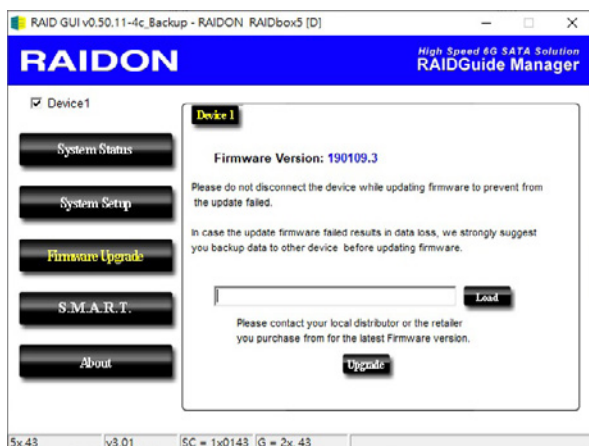 RAID GUI v0.50.11-4c_Backup - RAIDON RAIDbox5 [D]
RAIDON
High Speed 6G SATA Solution
RAIDGuide Manager
Device1
System Status
System Setup
Firmware Upgrade
S.M.A.R.T.
About
Device 1
Firmware Version: 190109.3
Please do not disconnect the device while updating firmware to prevent from
the update failed.
In case the update firmware failed results in data loss, we strongly suggest
you backup data to other device before updating firmware.
Load
Please contact your local distributor or the retailer
you purchase from for the latest Firmware version.
Upgrade
5x.43 v3.01 SC = 1x0143 G = 2x. 43